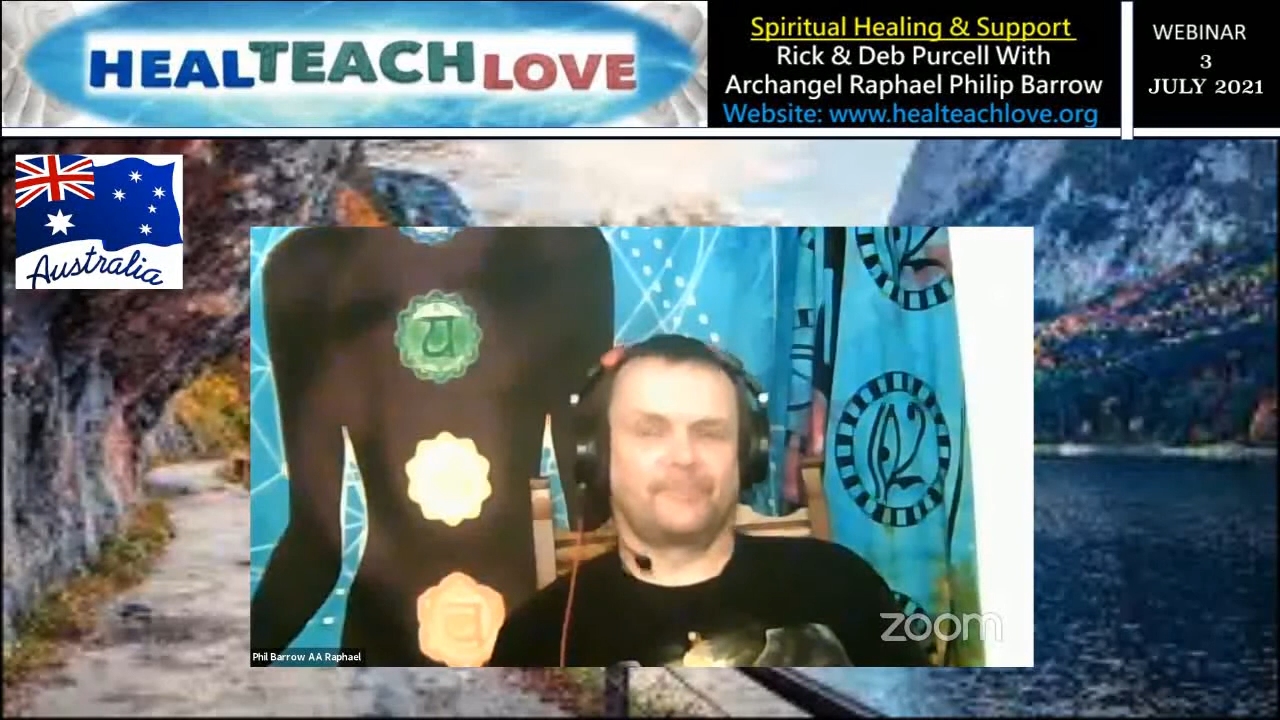 HEALTEACHLOVE
Spiritual Healing & Support
Rick & Deb Purcell With
Archangel Raphael Philip Barrow
Website: www.healteachlove.org
WEBINAR
3
JULY 2021
Australia
य
व
zoom
Phil Barrow AA Raphael